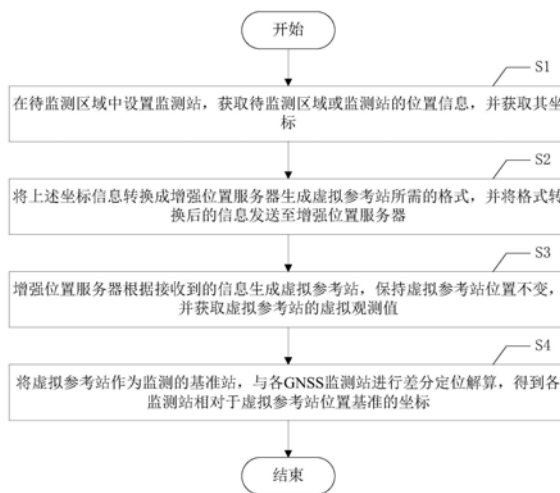 开始
S1
在待监测区域中设置监测站，获取待监测区域或监测站的位置信息，并获取其坐
标
S2
将上述坐标信息转换成增强位置服务器生成虚拟参考站所需的格式，并将格式转
换后的信息发送至增强位置服务器
S3
增强位置服务器根据接收到的信息生成虚拟参考站，保持虚拟参考站位置不变，
并获取虚拟参考站的虚拟观测值
S4
将虚拟参考站作为监测的基准站，与各GNSS监测站进行差分定位解算，得到各
监测站相对于虚拟参考站位置基准的坐标
结束